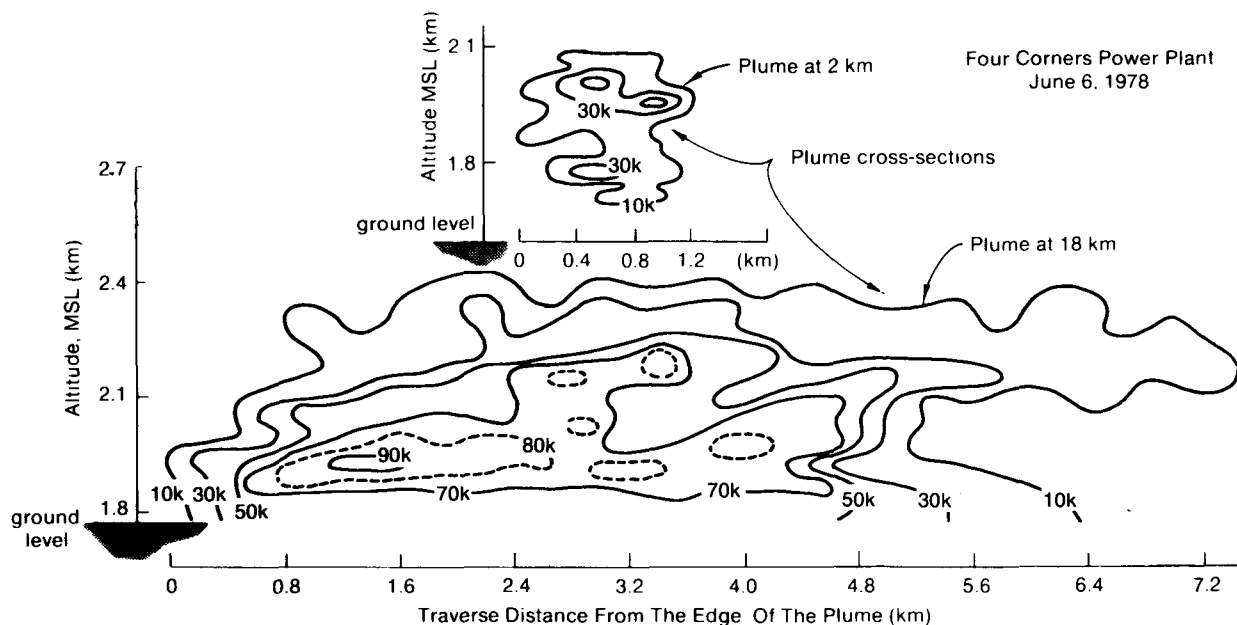 Four Corners Power Plant
June 6, 1978
Altitude MSL (km)
2 1
1.8
Plume at 2 km
30k
30k
10k
Plume cross-sections
ground level
0 0.4 0.8 1.2 (km)
Plume at 18 km
Altitude, MSL (km)
2.7
2.4
2.1
1.8
90k
80k
70k
70k
10k 30k
50k
50k
30k
10k
ground
level
0 0.8 1.6 2.4 3.2 4.0 4.8 5.6 6.4 7.2
Traverse Distance From The Edge Of The Plume (km)